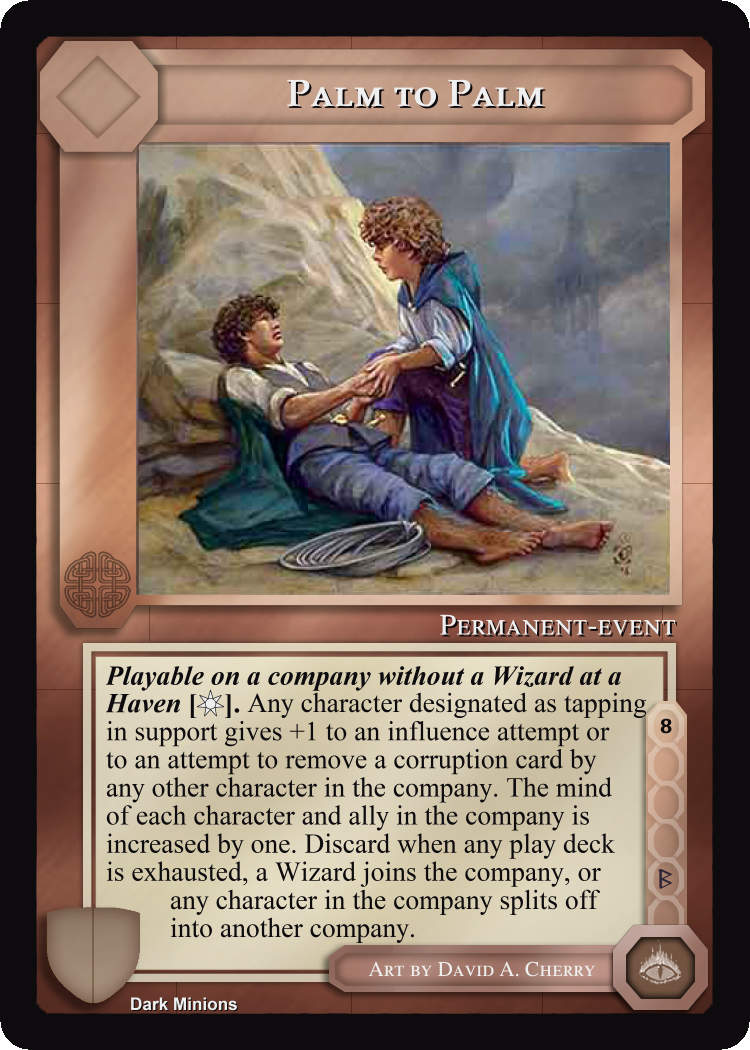 PALM TO PALM
PERMANENT-EVENT
Playable on a company without a Wizard at a
Haven [☼]. Any character designated as tapping
in support gives +1 to an influence attempt or
to an attempt to remove a corruption card by
any other character in the company. The mind
of each character and ally in the company is
increased by one. Discard when any play deck
is exhausted, a Wizard joins the company, or
any character in the company splits off
into another company.
8
ᛒ
ART BY DAVID A. CHERRY
Dark Minions